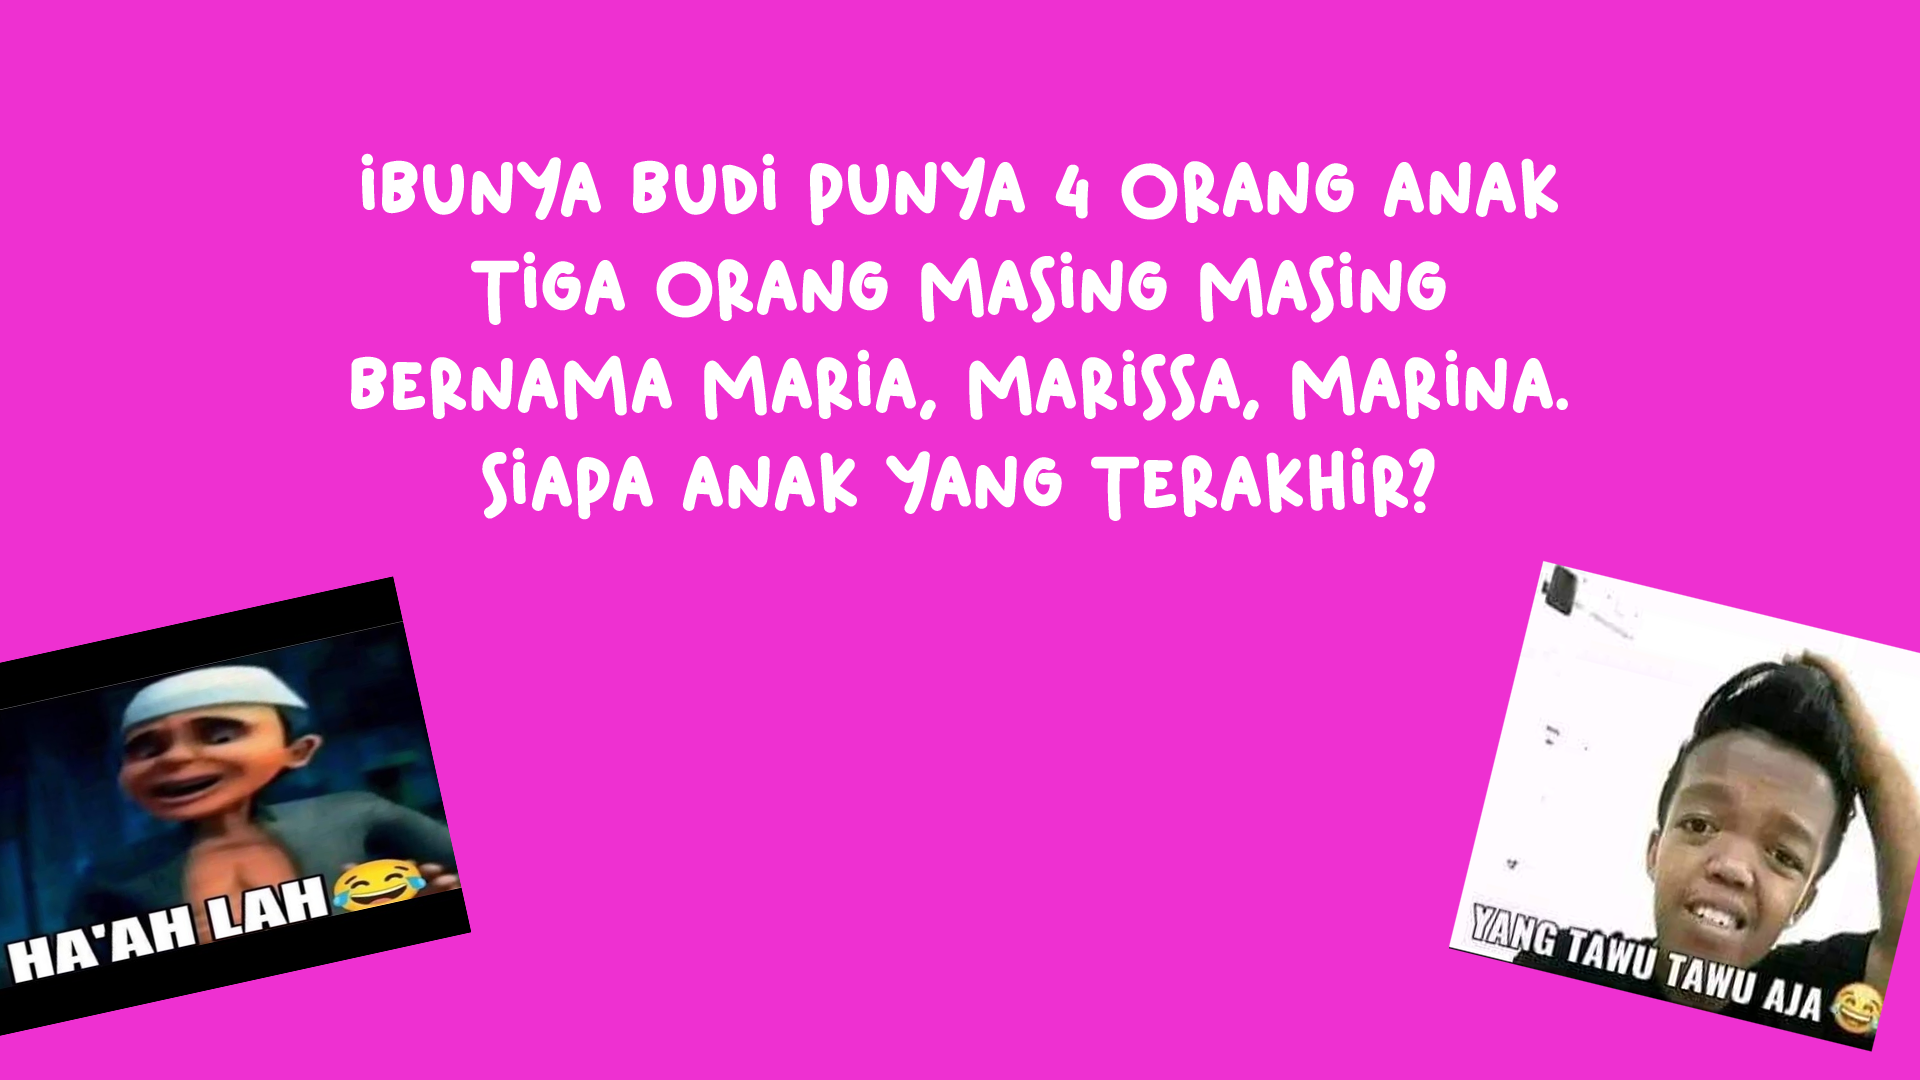 iBUNYA BUDi PUNYA 4 ORANG ANAK
TiGA ORANG MASiNG MASiNG
BERNAMA MARiA, MARiSSA, MARiNA.
SiAPA ANAK YANG TERAKHiR?
HA'AH LAH😂
YANG TAWU TAWU AJA😂